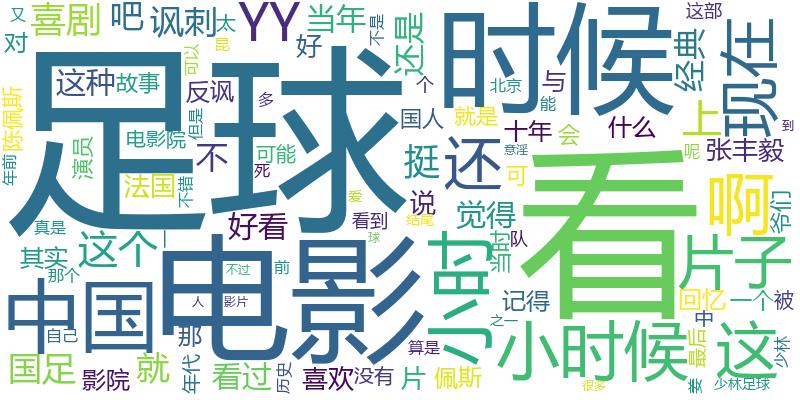 又
喜剧
吧
讽刺
太
YY
当年
还是
这部
对
昆
好
不是
可以
经典
现在
足球
时候
陈佩斯
这种
故事
反讽
个
北京
与
多
国人
就是
能
上
但是
演员
电影院
不
可能
挺
还
十年
会
什么
到
年前
法国
不错
死
意淫
呢
张丰毅
可
看
啊
爷们
真是
好看
爱
看到
说
觉得
结尾
当时
队
其实
这个
一
球
小时
片子
那个
中国
电影
不过
前
记得
回忆
一个
被
人
影片
之一
中
自己
那
算是
小时候
最后
这
少林
国足
影院
就
年代
看过
历史
喜欢
没有
片
佩斯
很多
姜
少林足球